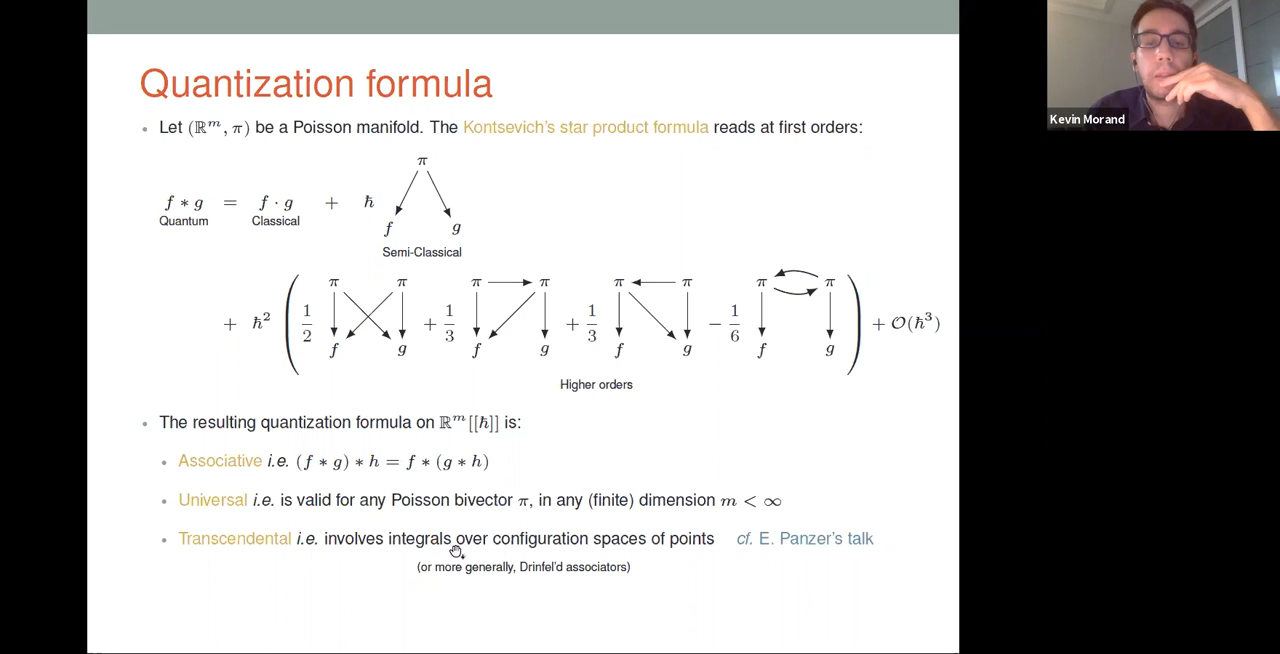 Quantization formula
• Let (ℝᵐ, π) be a Poisson manifold. The Kontsevich's star product formula reads at first orders:
π
f ∗ g = f · g + ħ
f g
Quantum Classical
Semi-Classical
π π π π π π π π
+ ħ² ( 1/2 + 1/3 + 1/3 − 1/6 ) + 𝒪(ħ³)
f g f g f g f g
Higher orders
• The resulting quantization formula on ℝᵐ[[ħ]] is:
• Associative i.e. (f ∗ g) ∗ h = f ∗ (g ∗ h)
• Universal i.e. is valid for any Poisson bivector π, in any (finite) dimension m < ∞
• Transcendental i.e. involves integrals over configuration spaces of points cf. E. Panzer's talk
(or more generally, Drinfel'd associators)
Kevin Morand